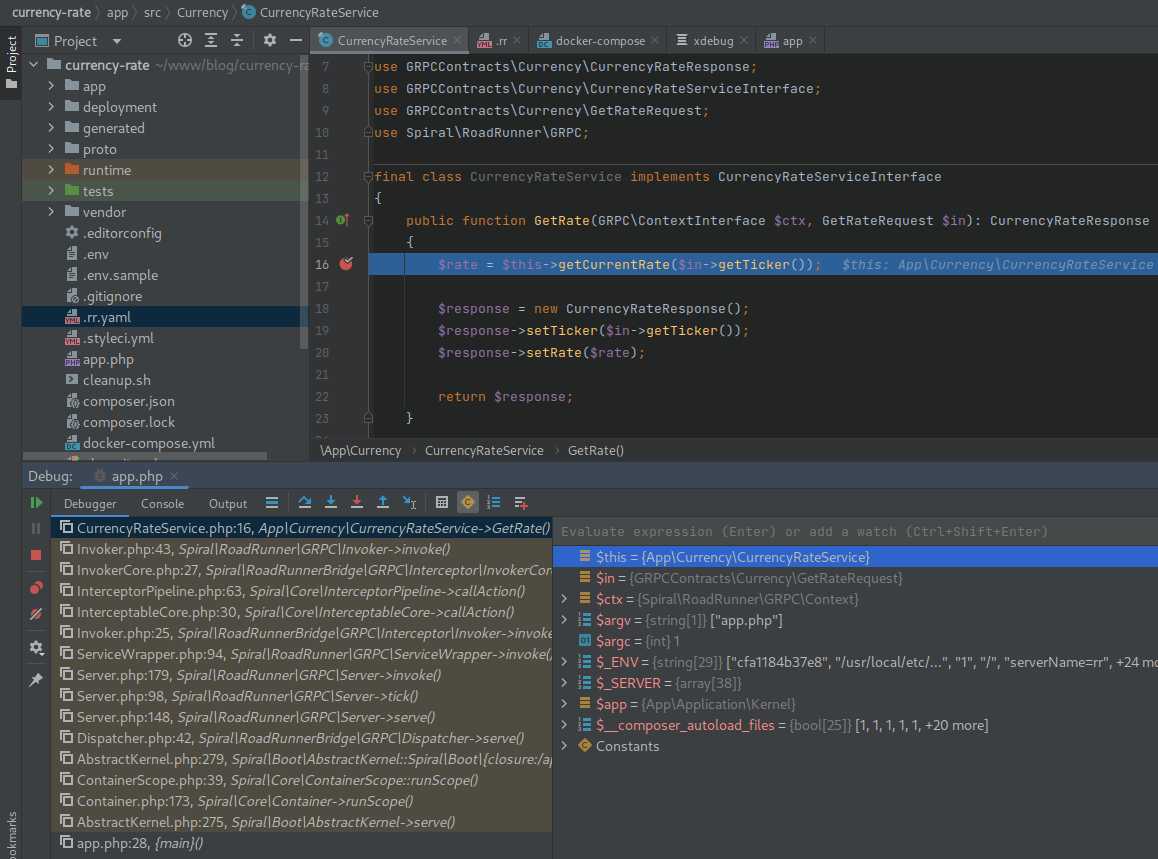 currency-rate app src Currency CurrencyRateService
Project
Project
CurrencyRateService .rr docker-compose xdebug app
currency-rate ~/www/blog/currency-ra
app
deployment
generated
proto
runtime
tests
vendor
.editorconfig
.env
.env.sample
.gitignore
.rr.yaml
.styleci.yml
app.php
cleanup.sh
composer.json
composer.lock
docker-compose.yml
7 use GRPCContracts\Currency\CurrencyRateResponse;
8 use GRPCContracts\Currency\CurrencyRateServiceInterface;
9 use GRPCContracts\Currency\GetRateRequest;
10 use Spiral\RoadRunner\GRPC;
11
12 final class CurrencyRateService implements CurrencyRateServiceInterface
13 {
14 public function GetRate(GRPC\ContextInterface $ctx, GetRateRequest $in): CurrencyRateResponse
15 {
16 $rate = $this->getCurrentRate($in->getTicker()); $this: App\Currency\CurrencyRateService
17
18 $response = new CurrencyRateResponse();
19 $response->setTicker($in->getTicker());
20 $response->setRate($rate);
21
22 return $response;
23 }
\App\Currency CurrencyRateService GetRate()
Debug: app.php
Debugger Console Output
CurrencyRateService.php:16, App\Currency\CurrencyRateService->GetRate()
Invoker.php:43, Spiral\RoadRunner\GRPC\Invoker->invoke()
InvokerCore.php:27, Spiral\RoadRunnerBridge\GRPC\Interceptor\InvokerCore
InterceptorPipeline.php:63, Spiral\Core\InterceptorPipeline->callAction()
InterceptableCore.php:30, Spiral\Core\InterceptableCore->callAction()
Invoker.php:25, Spiral\RoadRunnerBridge\GRPC\Interceptor\Invoker->invoke
ServiceWrapper.php:94, Spiral\RoadRunner\GRPC\ServiceWrapper->invoke()
Server.php:179, Spiral\RoadRunner\GRPC\Server->invoke()
Server.php:98, Spiral\RoadRunner\GRPC\Server->tick()
Server.php:148, Spiral\RoadRunner\GRPC\Server->serve()
Dispatcher.php:42, Spiral\RoadRunnerBridge\GRPC\Dispatcher->serve()
AbstractKernel.php:279, Spiral\Boot\AbstractKernel::Spiral\Boot\{closure:/ap
ContainerScope.php:39, Spiral\Core\ContainerScope::runScope()
Container.php:173, Spiral\Core\Container->runScope()
AbstractKernel.php:275, Spiral\Boot\AbstractKernel->serve()
app.php:28, {main}()
Evaluate expression (Enter) or add a watch (Ctrl+Shift+Enter)
$this = {App\Currency\CurrencyRateService}
$in = {GRPCContracts\Currency\GetRateRequest}
$ctx = {Spiral\RoadRunner\GRPC\Context}
$argv = {string[1]} ["app.php"]
$argc = {int} 1
$_ENV = {string[29]} ["cfa1184b37e8", "/usr/local/etc/...", "1", "/", "serverName=rr", +24 mo
$_SERVER = {array[38]}
$app = {App\Application\Kernel}
$__composer_autoload_files = {bool[25]} [1, 1, 1, 1, 1, +20 more]
Constants
okmarks